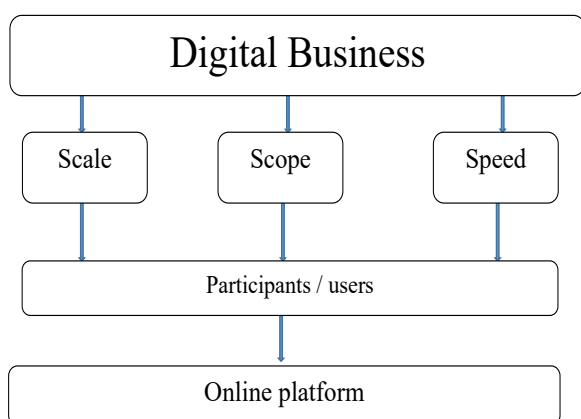 Digital Business
Scale
Scope
Speed
Participants / users
Online platform